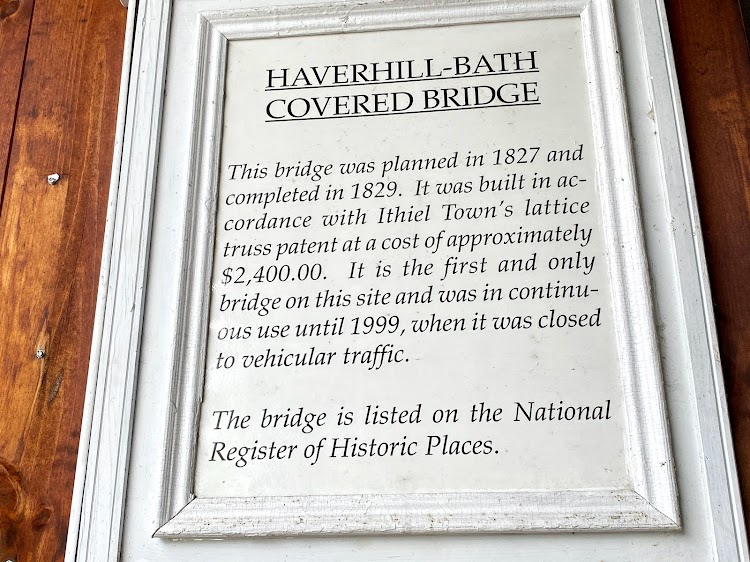 HAVERHILL-BATH
COVERED BRIDGE
This bridge was planned in 1827 and
completed in 1829. It was built in ac-
cordance with Ithiel Town's lattice
truss patent at a cost of approximately
$2,400.00. It is the first and only
bridge on this site and was in continu-
ous use until 1999, when it was closed
to vehicular traffic.
The bridge is listed on the National
Register of Historic Places.